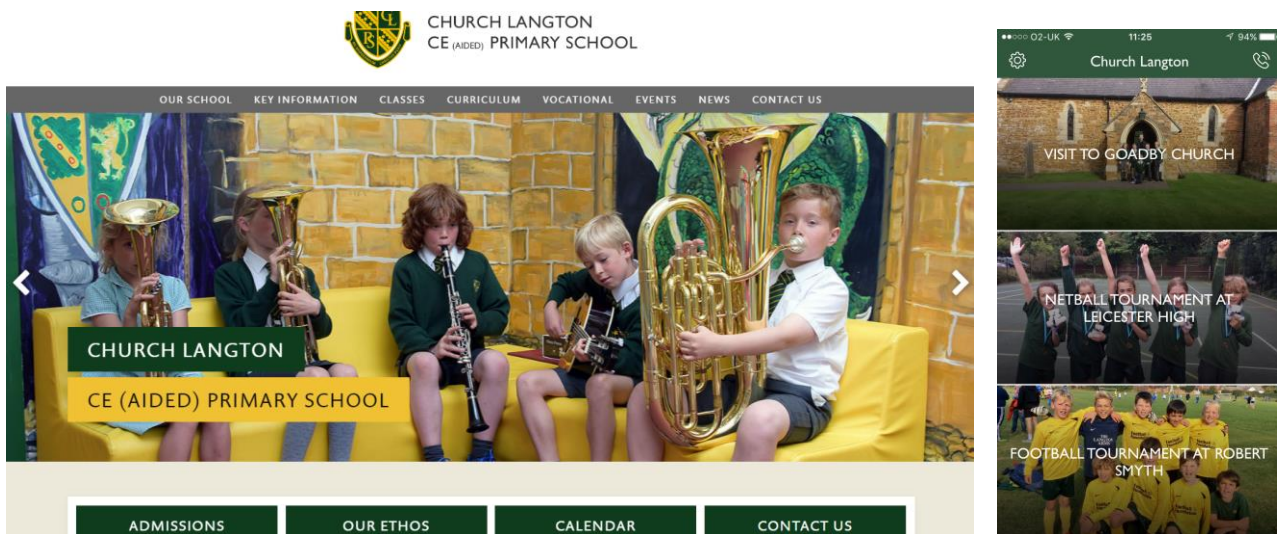 CHURCH LANGTON
CE (AIDED) PRIMARY SCHOOL
OUR SCHOOL KEY INFORMATION CLASSES CURRICULUM VOCATIONAL EVENTS NEWS CONTACT US
CHURCH LANGTON
CE (AIDED) PRIMARY SCHOOL
ADMISSIONS OUR ETHOS CALENDAR CONTACT US
O2-UK 11:25 94%
Church Langton
VISIT TO GOADBY CHURCH
NETBALL TOURNAMENT AT
LEICESTER HIGH
FOOTBALL TOURNAMENT AT ROBERT
SMYTH